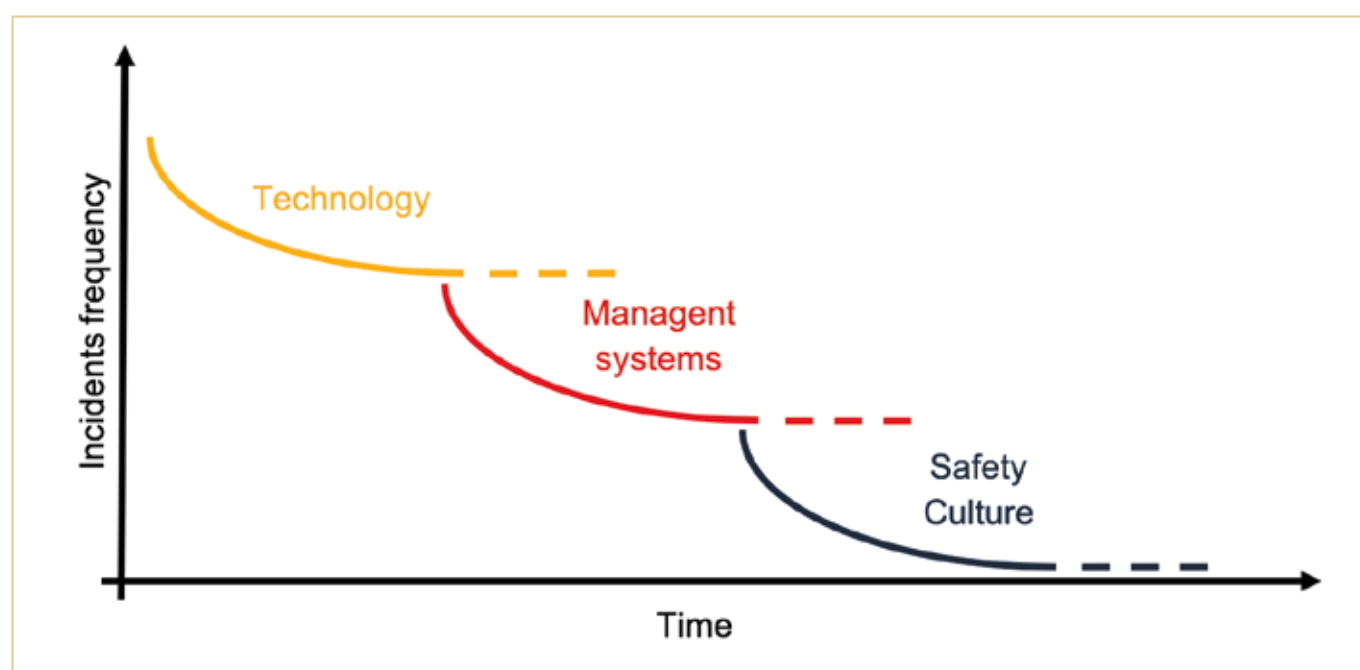 Incidents frequency
Technology
Managent
systems
Safety
Culture
Time